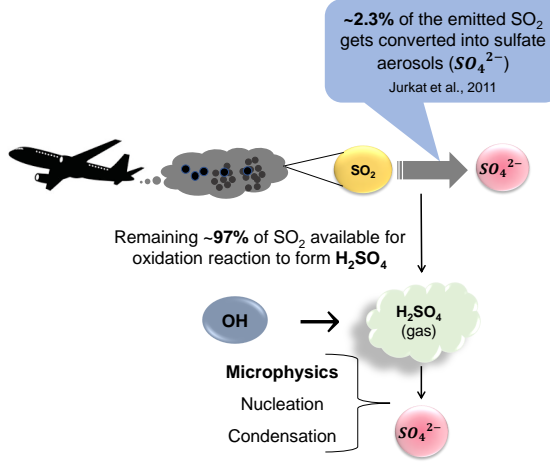 ~2.3% of the emitted SO₂
gets converted into sulfate
aerosols (SO₄²⁻)
Jurkat et al., 2011
SO₂
SO₄²⁻
Remaining ~97% of SO₂ available for
oxidation reaction to form H₂SO₄
OH
H₂SO₄
(gas)
Microphysics
Nucleation
Condensation
SO₄²⁻